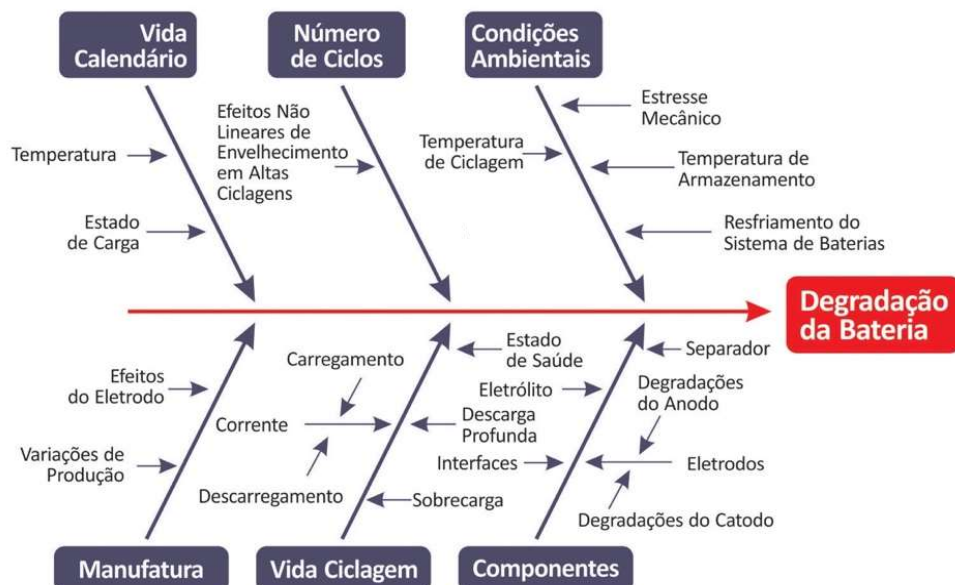 Vida
Calendário
Número
de Ciclos
Condições
Ambientais
Temperatura
Estado
de Carga
Efeitos Não
Lineares de
Envelhecimento
em Altas
Ciclagens
Estresse
Mecânico
Temperatura
de Ciclagem
Temperatura de
Armazenamento
Resfriamento do
Sistema de Baterias
Degradação
da Bateria
Efeitos
do Eletrodo
Variações de
Produção
Carregamento
Corrente
Descarregamento
Estado
de Saúde
Descarga
Profunda
Sobrecarga
Separador
Eletrólito
Degradações
do Anodo
Interfaces
Eletrodos
Degradações do Catodo
Manufatura
Vida Ciclagem
Componentes